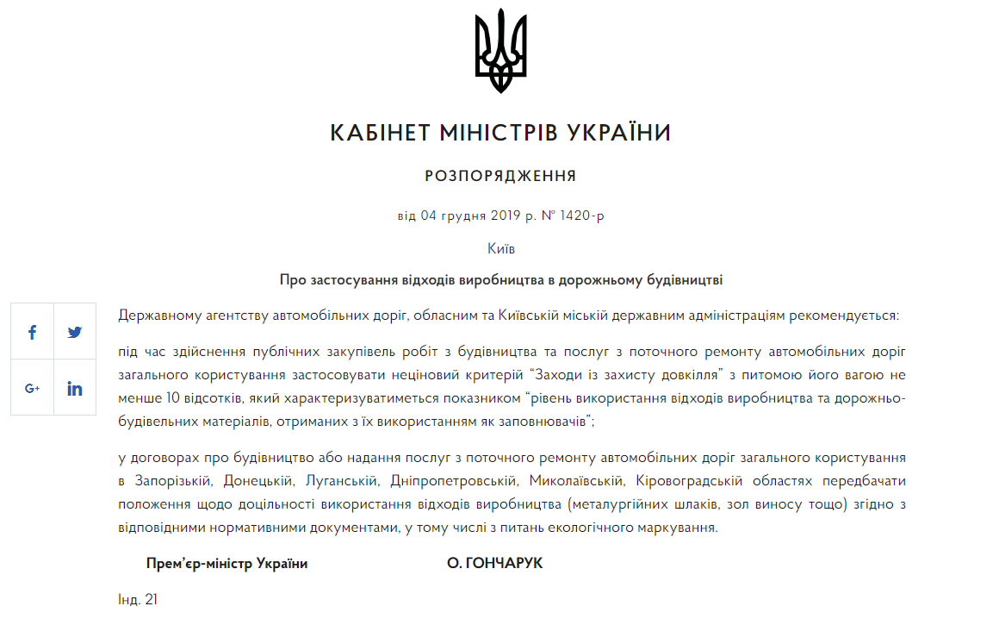 КАБІНЕТ МІНІСТРІВ УКРАЇНИ
РОЗПОРЯДЖЕННЯ
від 04 грудня 2019 р. № 1420-р
Київ
Про застосування відходів виробництва в дорожньому будівництві
Державному агентству автомобільних доріг, обласним та Київській міській державним адміністраціям рекомендується:
під час здійснення публічних закупівель робіт з будівництва та послуг з поточного ремонту автомобільних доріг
загального користування застосовувати неціновий критерій “Заходи із захисту довкілля” з питомою його вагою не
менше 10 відсотків, який характеризуватиметься показником “рівень використання відходів виробництва та дорожньо-
будівельних матеріалів, отриманих з їх використанням як заповнювачів”;
у договорах про будівництво або надання послуг з поточного ремонту автомобільних доріг загального користування
в Запорізькій, Донецькій, Луганській, Дніпропетровській, Миколаївській, Кіровоградській областях передбачати
положення щодо доцільності використання відходів виробництва (металургійних шлаків, зол виносу тощо) згідно з
відповідними нормативними документами, у тому числі з питань екологічного маркування.
Прем’єр-міністр України О. ГОНЧАРУК
Інд. 21
f
G+
in